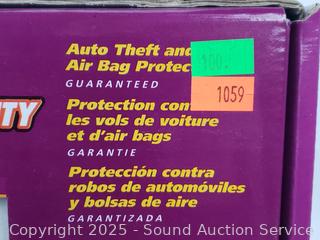 Auto Theft and
Air Bag Protec
GUARANTEED
1001
1059
TY
Protection con
les vols de voiture
et d'air bags
GARANTIE
Protección contra
robos de automóviles
y bolsas de aire
GARANTIZADA
Copyright 2025 - Sound Auction Service